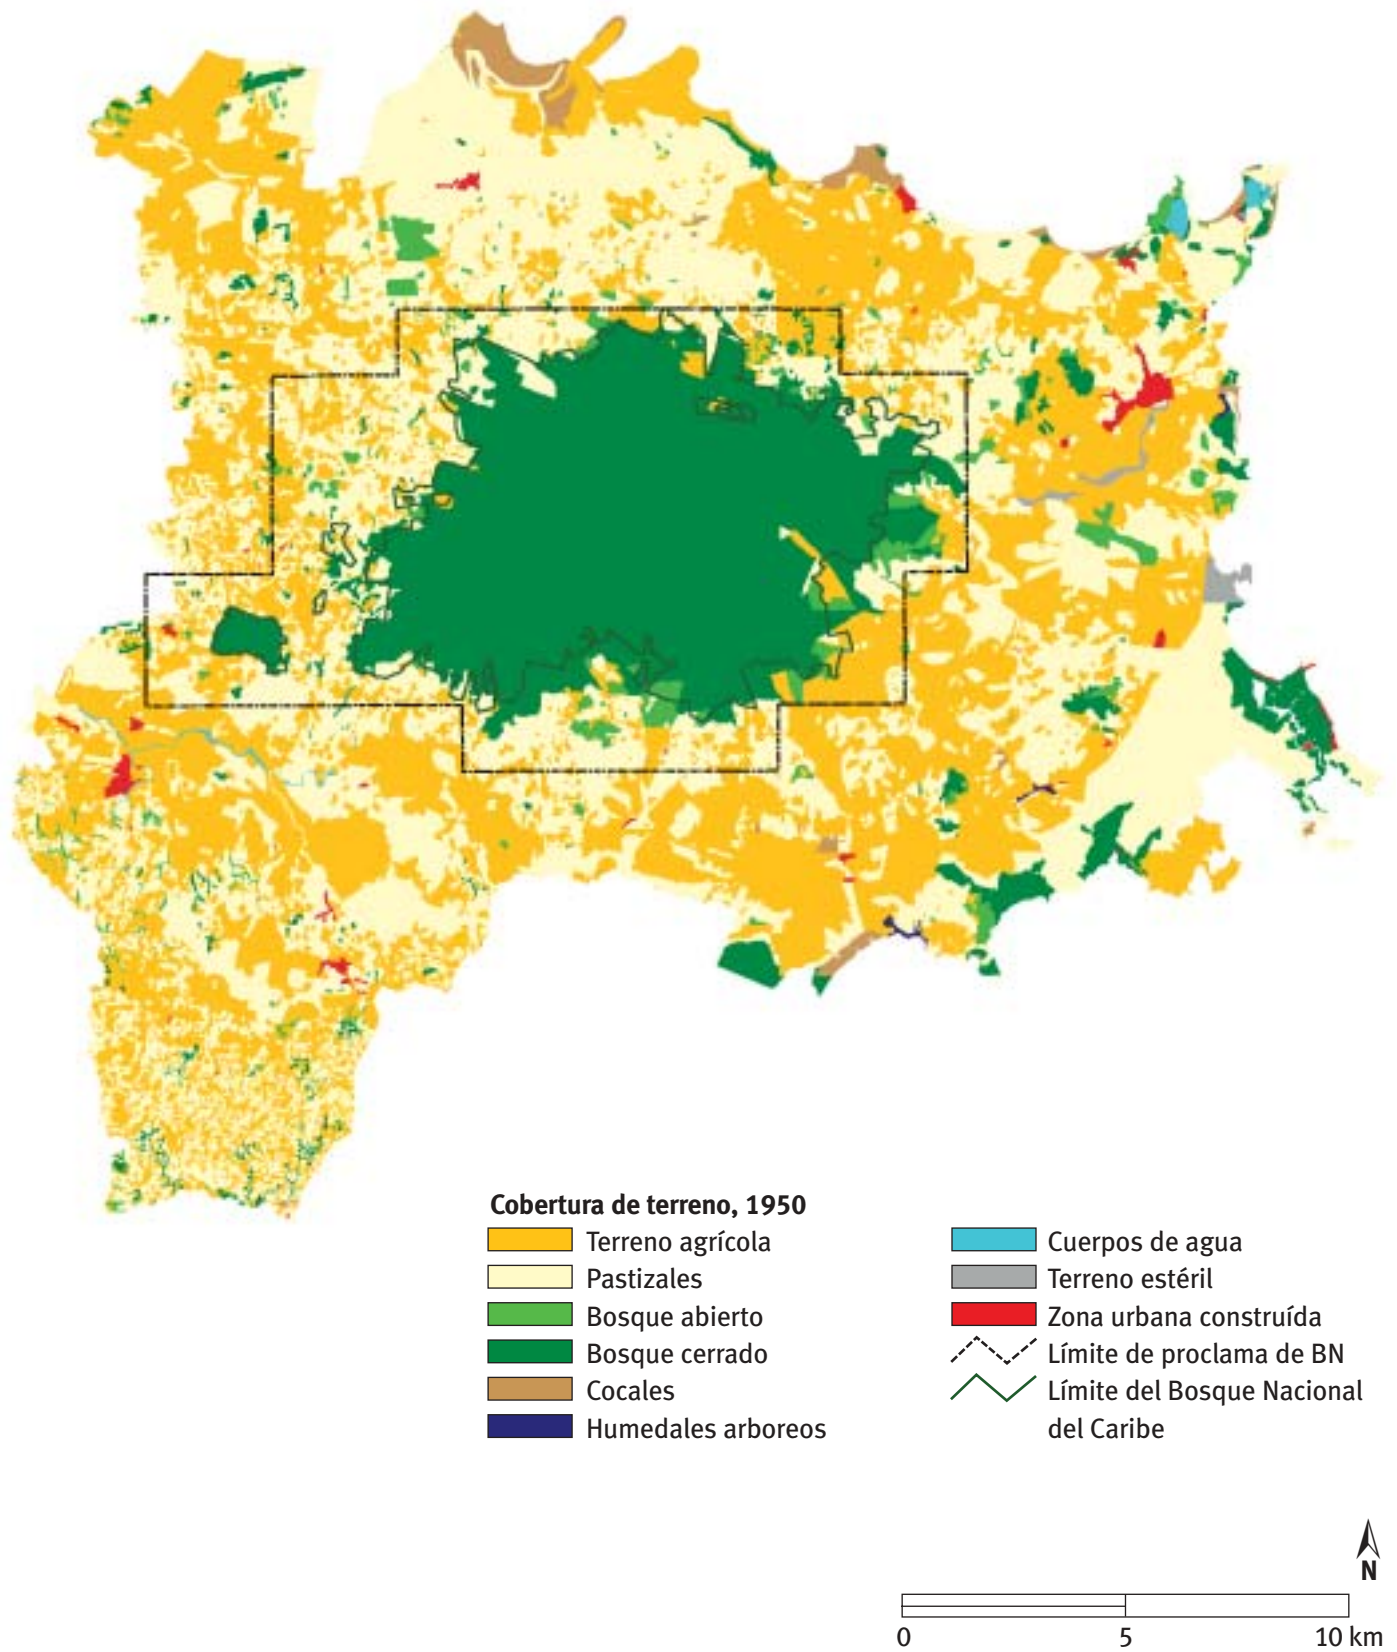 Cobertura de terreno, 1950
Terreno agrícola
Pastizales
Bosque abierto
Bosque cerrado
Cocales
Humedales arboreos
Cuerpos de agua
Terreno estéril
Zona urbana construída
Límite de proclama de BN
Límite del Bosque Nacional
del Caribe
N
0 5 10 km